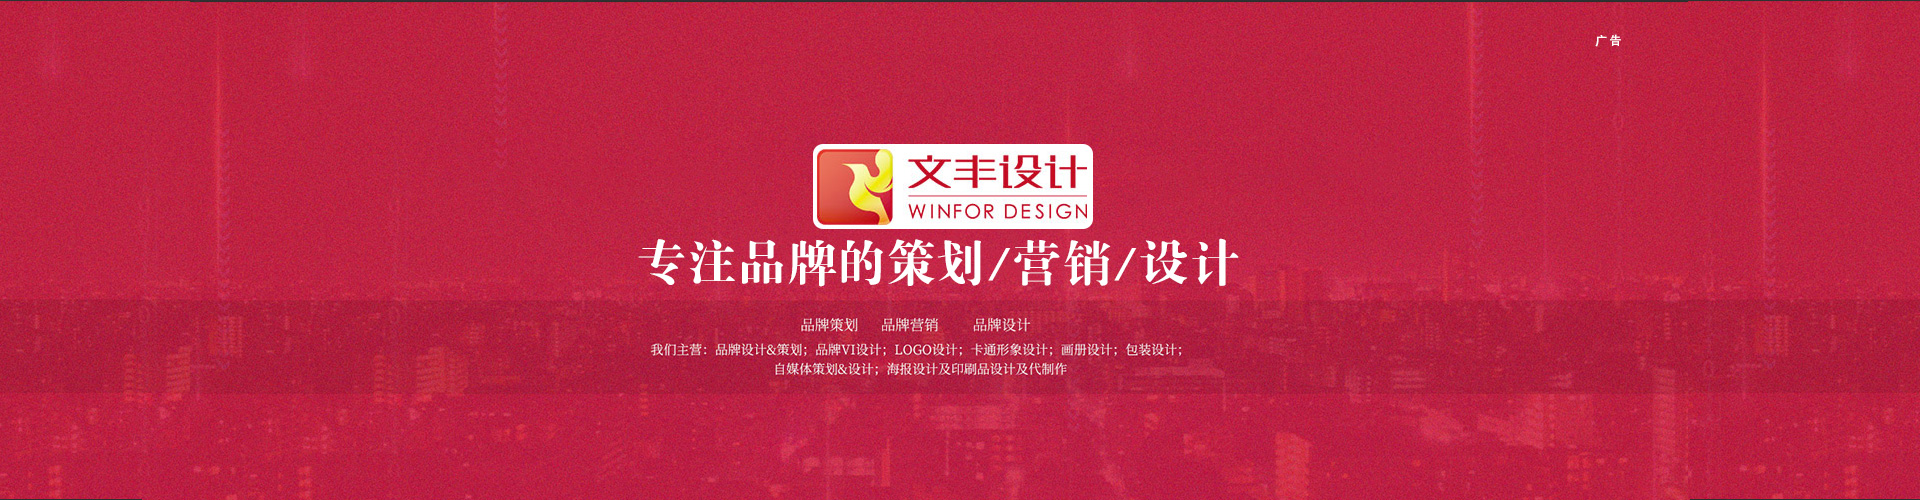 广告
文丰设计
WINFOR DESIGN
专注品牌的策划/营销/设计
品牌策划 品牌营销 品牌设计
我们主营：品牌设计&策划；品牌VI设计；LOGO设计；卡通形象设计；画册设计；包装设计；
自媒体策划&设计；海报设计及印刷品设计及代制作